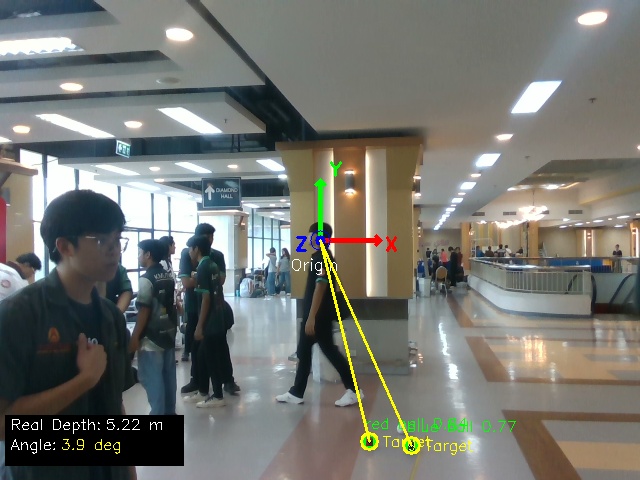 DIAMOND
HALL
Y
Z
X
Origin
0.77
Target
Target
Real Depth: 5.22 m
Angle: 3.9 deg